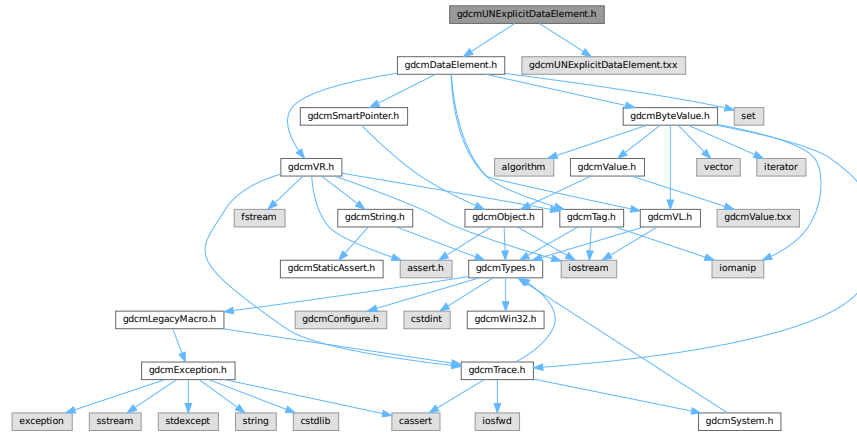 gdcmUNExplicitDataElement.h
gdcmDataElement.h
gdcmUNExplicitDataElement.txx
gdcmSmartPointer.h
gdcmByteValue.h
set
gdcmVR.h
algorithm
gdcmValue.h
vector
iterator
fstream
gdcmString.h
gdcmObject.h
gdcmTag.h
gdcmVL.h
gdcmValue.txx
gdcmStaticAssert.h
assert.h
gdcmTypes.h
iostream
iomanip
gdcmLegacyMacro.h
gdcmConfigure.h
cstdint
gdcmWin32.h
gdcmException.h
gdcmTrace.h
exception
sstream
stdexcept
string
cstdlib
cassert
iosfwd
gdcmSystem.h